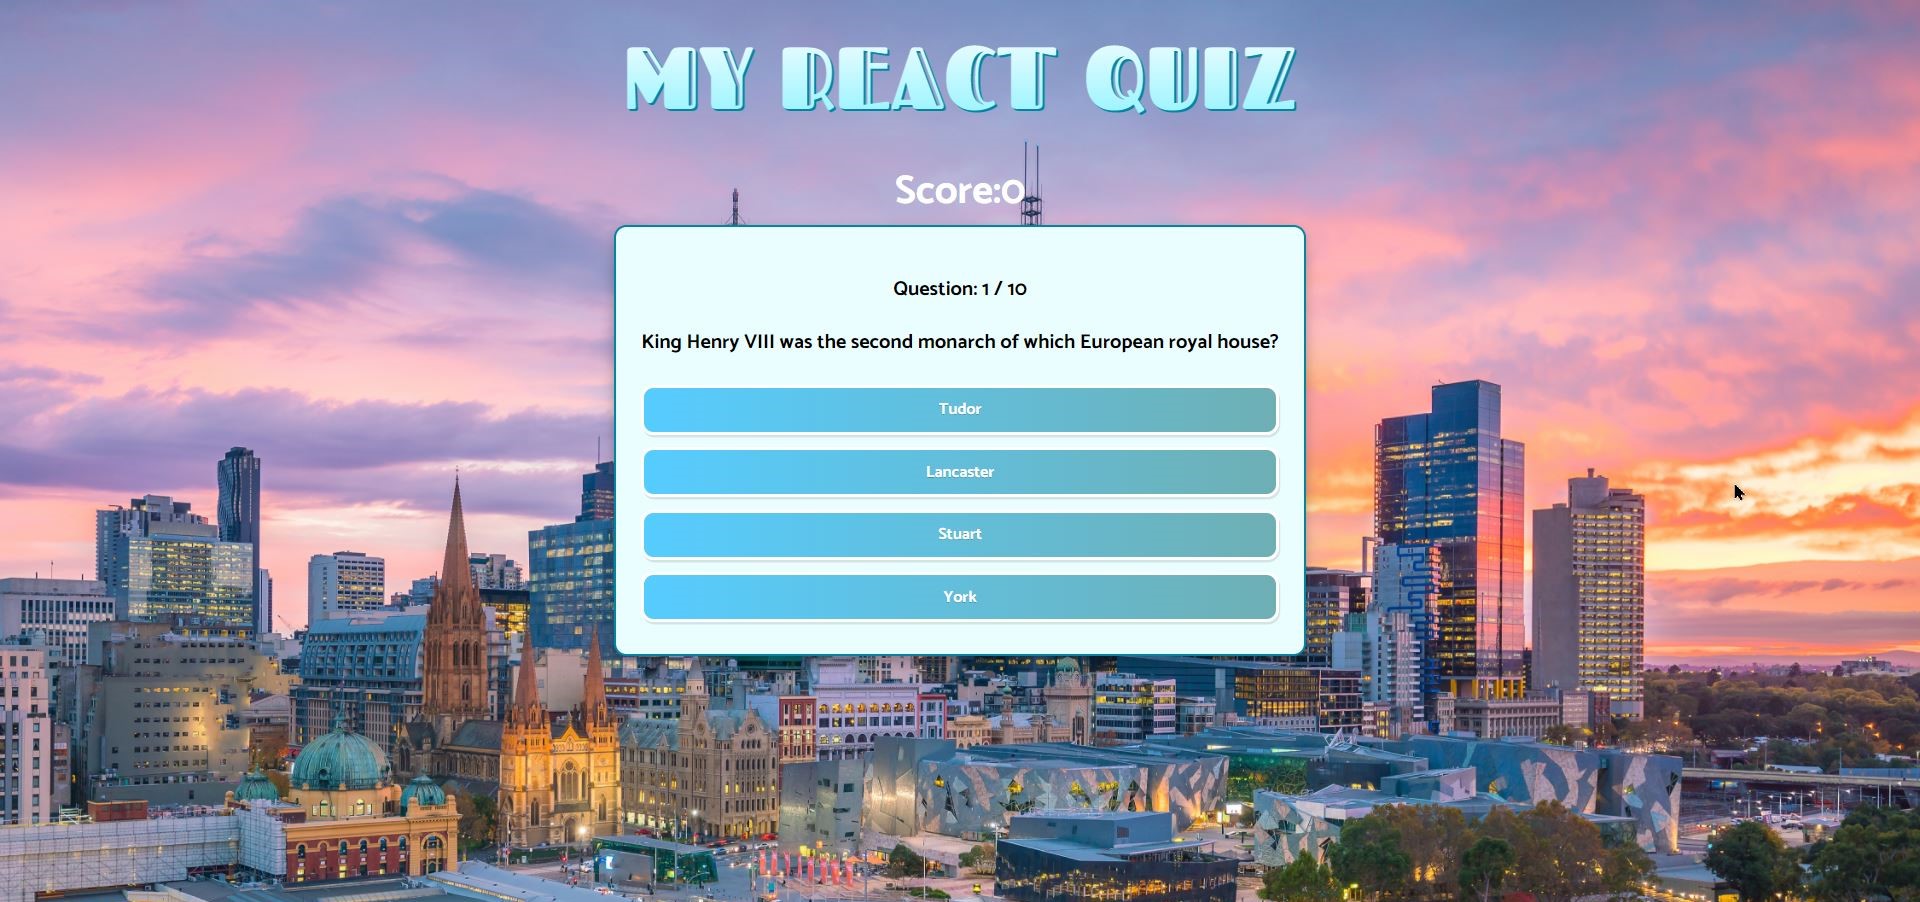 MY REACT QUIZ
Score:0
Question: 1 / 10
King Henry VIII was the second monarch of which European royal house?
Tudor
Lancaster
Stuart
York